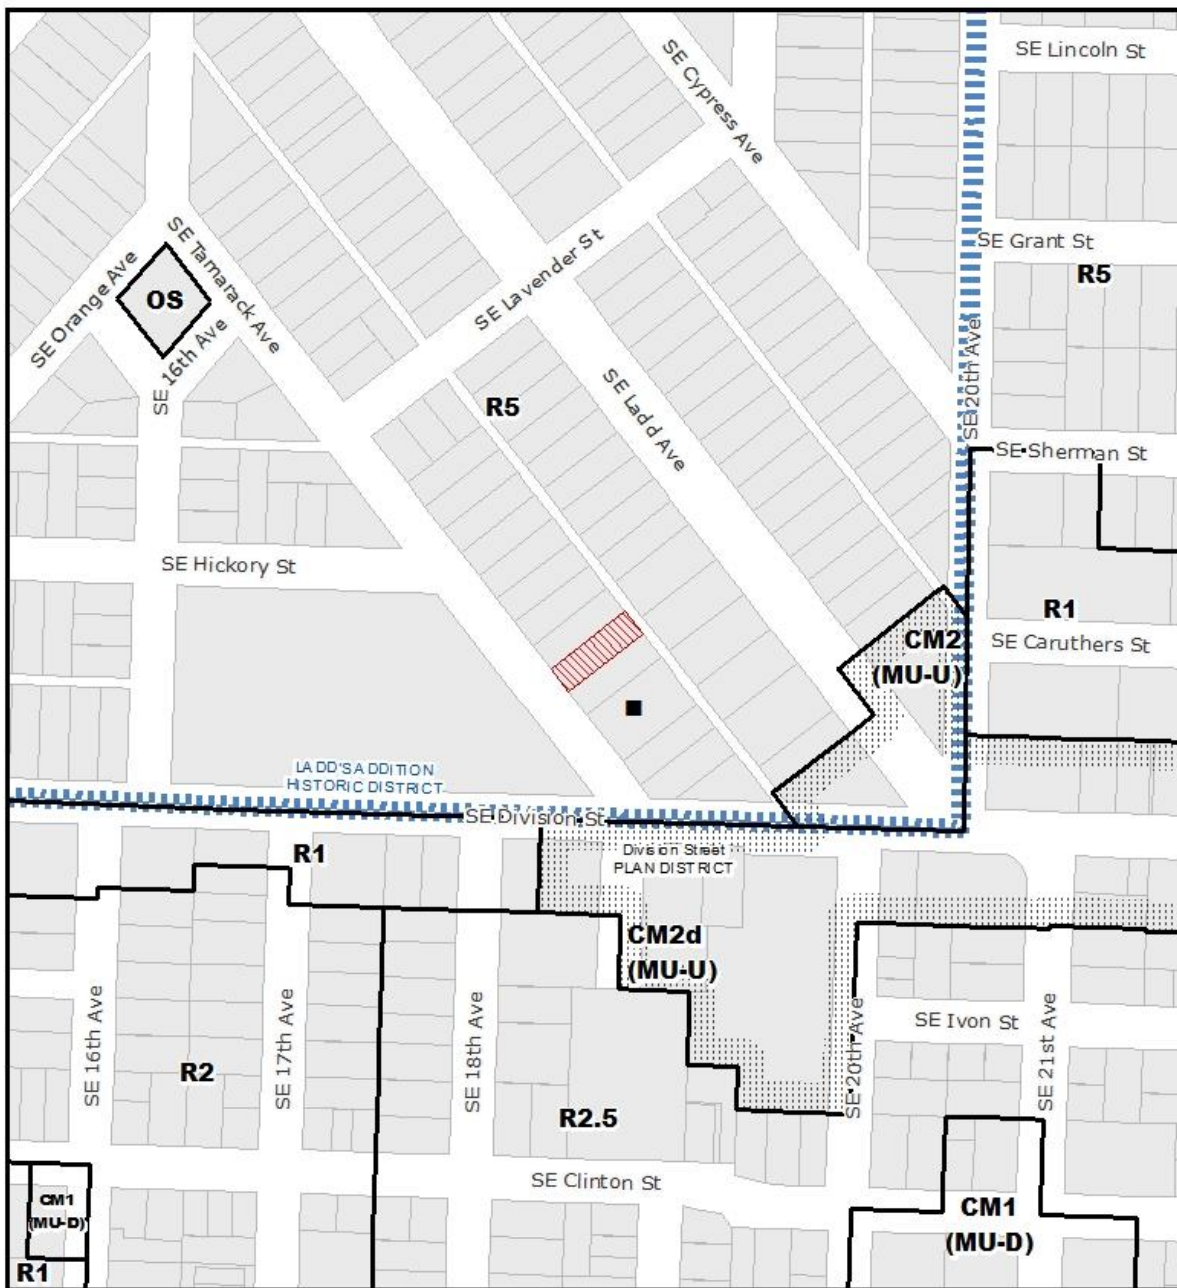 SE Lincoln St
SE Cypress Ave
SE Grant St
R5
SE Tamarack Ave
SE Orange Ave
OS
SE 16th Ave
SE
SE Lavender St
SE 20th Ave
R5
SE Ladd Ave
SE Sherman St
SE Hickory St
R1
SE Caruthers St
CM2
(MU-U)
LADD'S ADDITION
HISTORIC DISTRICT
SE Division St
Division Street
PLAN DISTRICT
R1
CM2d
(MU-U)
SE 16th Ave
SE 17th Ave
SE 18th Ave
SE 20th Ave
SE Ivon St
SE 21st Ave
R2
R2.5
SE Clinton St
CM1
(MU-D)
R1
CM1
(MU-D)